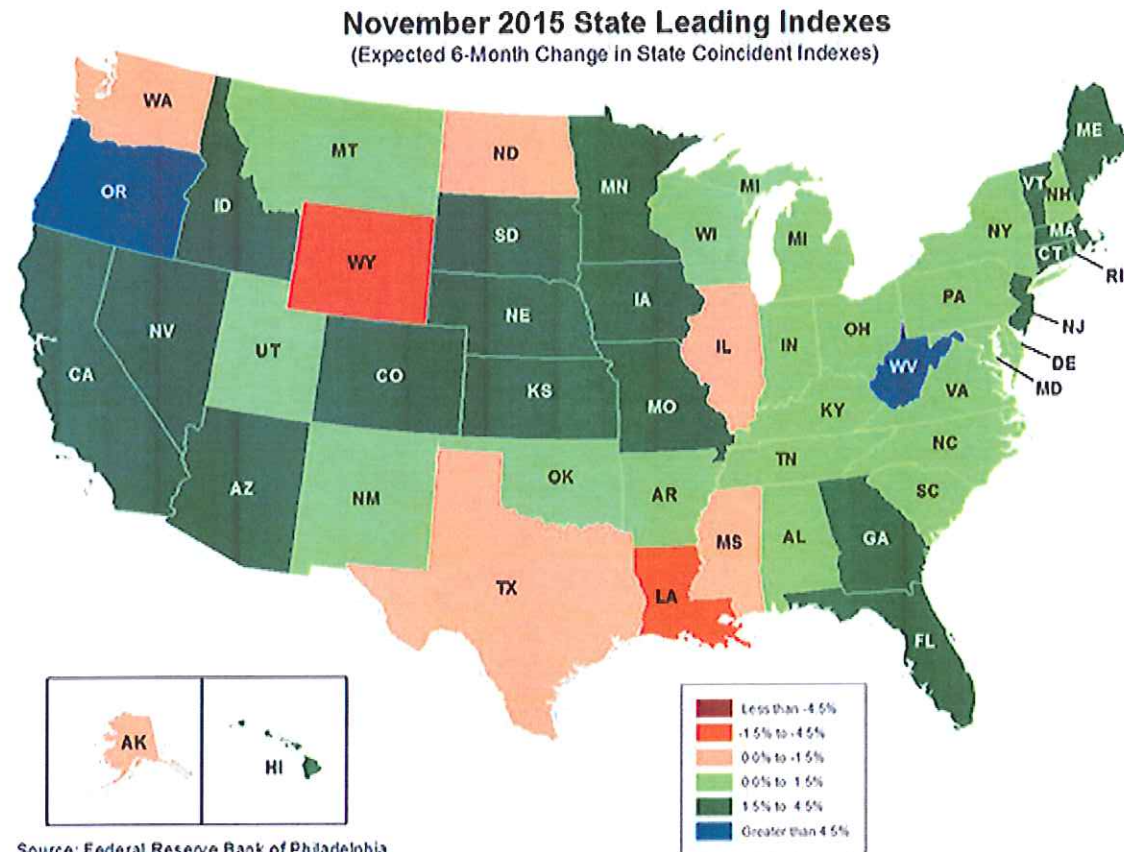 November 2015 State Leading Indexes
(Expected 6-Month Change in State Coincident Indexes)
WA
MT
ND
MN
ME
OR
ID
SD
WI
MI
MI
VT
NH
NY
MA
CT
RI
WY
NE
IA
PA
NJ
NV
UT
CO
KS
IL
IN
OH
WV
DE
MD
CA
MO
KY
VA
AZ
NM
OK
AR
TN
NC
SC
TX
LA
MS
AL
GA
FL
AK
HI
Less than -4.5%
-1.5% to -4.5%
0.0% to -1.5%
0.0% to 1.5%
1.5% to 4.5%
Greater than 4.5%
Source: Federal Reserve Bank of Philadelphia